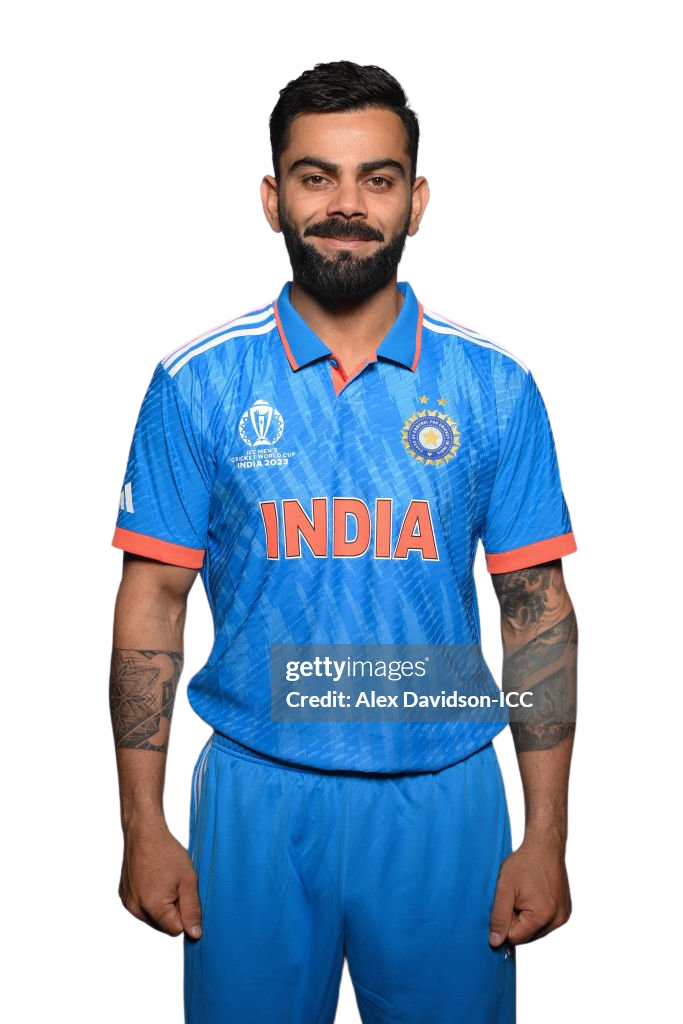 ICC MEN'S
CRICKET WORLD CUP
INDIA 2023
INDIA
gettyimages®
Credit: Alex Davidson-ICC